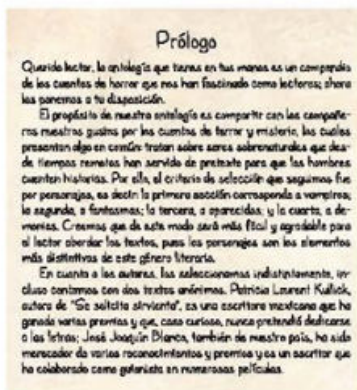 Prólogo
Querido lector, la antología que tienes en tus manos es un compendio
de los cuentos de horror que nos han fascinado como lectores; ahora
los ponemos a tu disposición.
El propósito de nuestra antología es compartir con los compañe-
ros nuestros gustos por los cuentos de terror y misterio, los cuales
presentan algo en común: tratan sobre seres sobrenaturales que des-
de tiempos remotos han servido de pretexto para que los hombres
cuenten historias. Por ello, el criterio de selección que seguimos fue
por personajes, es decir: la primera sección corresponde a vampiros;
la segunda, a fantasmas; la tercera, a aparecidos; y la cuarta, a de-
monios. Creemos que de este modo será más fácil y agradable para
el lector abordar los textos, pues los personajes son los elementos
más distintivos de este género literario.
En cuanto a los autores, los seleccionamos indistintamente, in-
cluso contamos con dos textos anónimos. Patricia Laurent Kullick,
autora de "Se solicita sirvienta", es una escritora mexicana que ha
ganado varios premios y que, caso curioso, nunca pretendió dedicarse
a las letras; José Joaquín Blanco, también de nuestro país, ha sido
merecedor de varios reconocimientos y premios y es un escritor que
ha colaborado como guionista en numerosas películas.